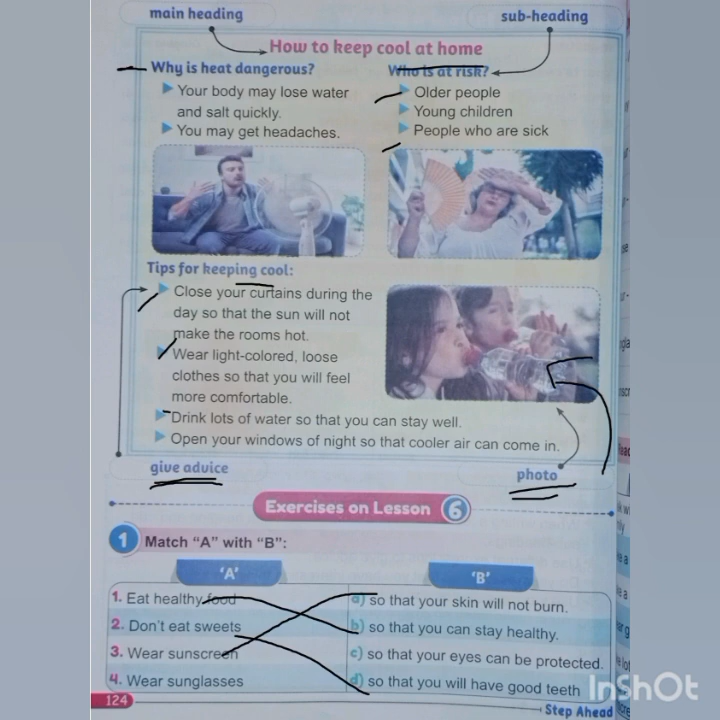 main heading
sub-heading
How to keep cool at home
Why is heat dangerous?
Your body may lose water
and salt quickly.
You may get headaches.
Who is at risk?
Older people
Young children
People who are sick
Tips for keeping cool:
Close your curtains during the
day so that the sun will not
make the rooms hot.
Wear light-colored, loose
clothes so that you will feel
more comfortable.
Drink lots of water so that you can stay well.
Open your windows of night so that cooler air can come in.
give advice
photo
Exercises on Lesson 6
1 Match "A" with "B":
'A'
'B'
1. Eat healthy food
a) so that your skin will not burn.
2. Don't eat sweets
b) so that you can stay healthy.
3. Wear sunscreen
c) so that your eyes can be protected.
4. Wear sunglasses
d) so that you will have good teeth
124
Step Ahead
InShOt